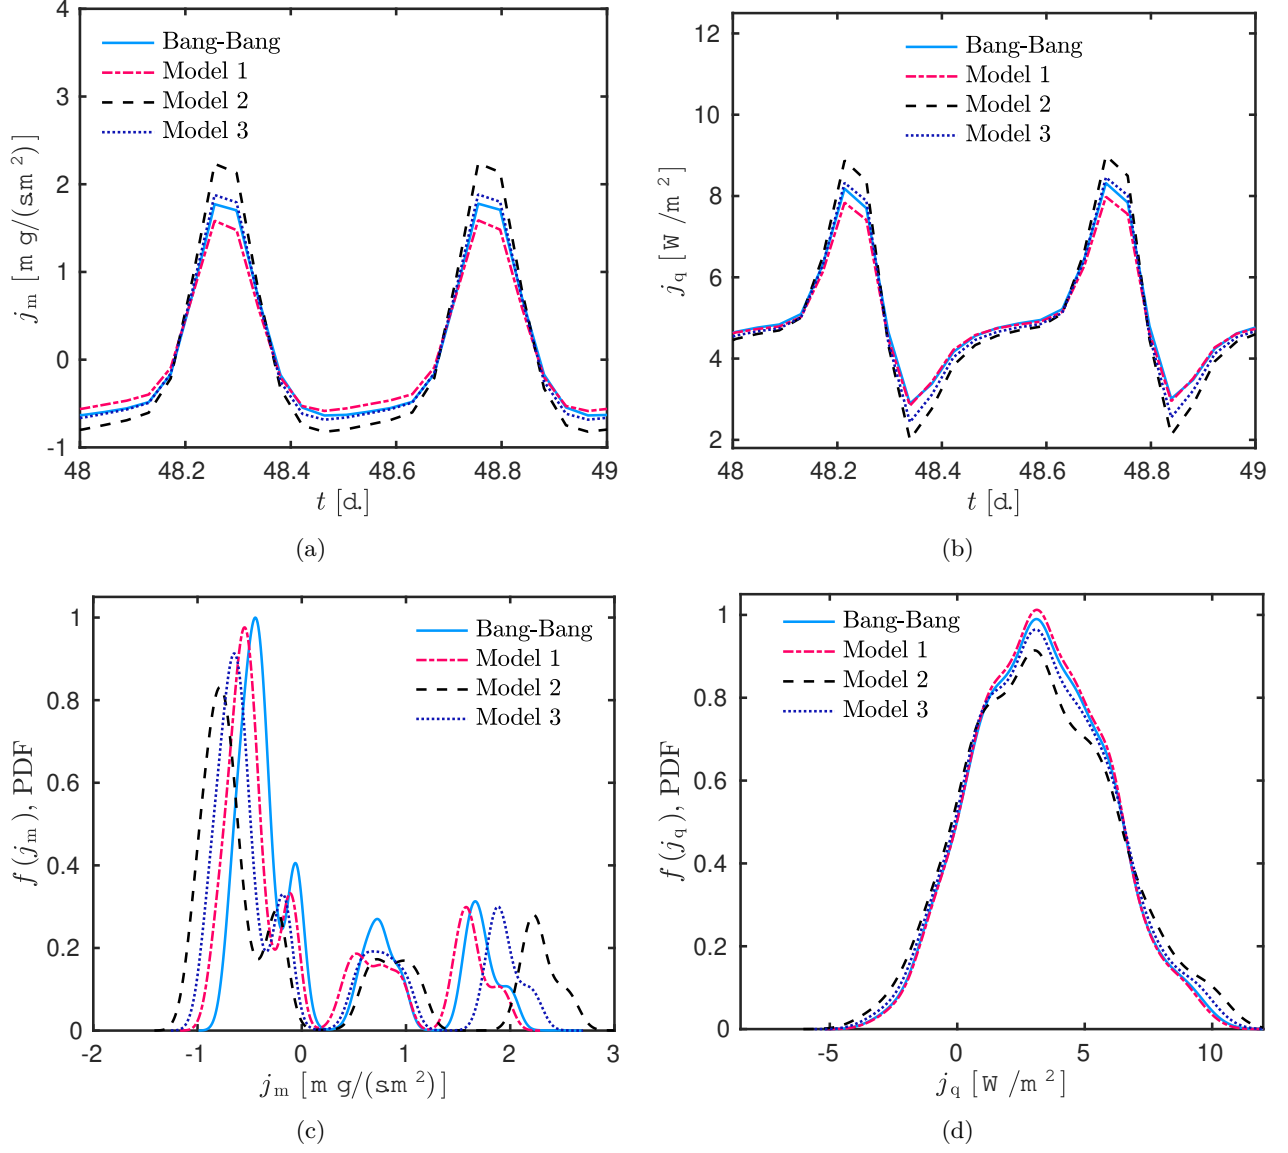 4
3
2
1
0
-1
48
48.2
48.4
48.6
48.8
49
j_m [mg/(s.m²)]
t [d.]
Bang-Bang
Model 1
Model 2
Model 3
(a)
12
10
8
6
4
2
48
48.2
48.4
48.6
48.8
49
j_q [W/m²]
t [d.]
Bang-Bang
Model 1
Model 2
Model 3
(b)
1
0.8
0.6
0.4
0.2
0
-2
-1
0
1
2
3
f(j_m), PDF
j_m [mg/(s.m²)]
Bang-Bang
Model 1
Model 2
Model 3
(c)
1
0.8
0.6
0.4
0.2
0
-5
0
5
10
f(j_q), PDF
j_q [W/m²]
Bang-Bang
Model 1
Model 2
Model 3
(d)